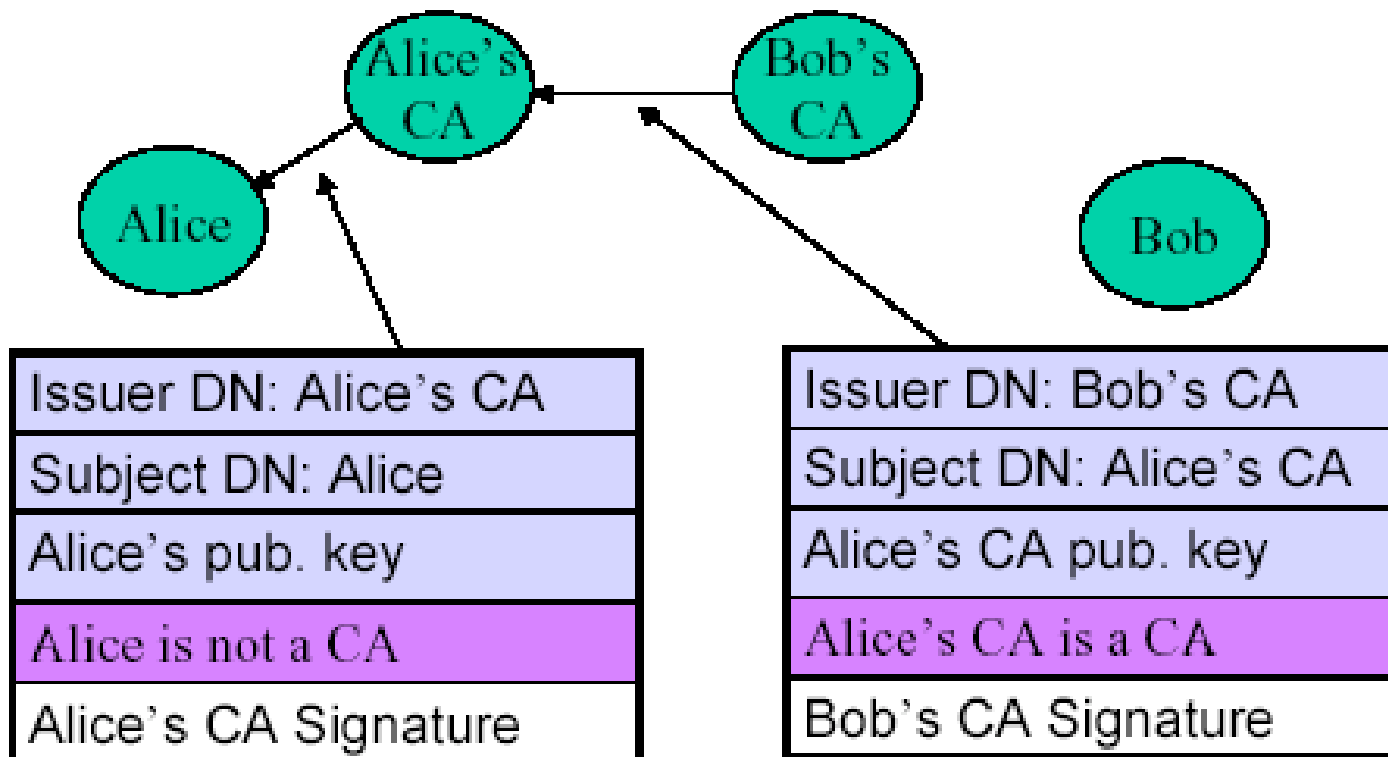 Alice’s
CA
Bob’s
CA
Alice
Bob
Issuer DN: Alice’s CA
Subject DN: Alice
Alice’s pub. key
Alice is not a CA
Alice’s CA Signature
Issuer DN: Bob’s CA
Subject DN: Alice’s CA
Alice’s CA pub. key
Alice’s CA is a CA
Bob’s CA Signature